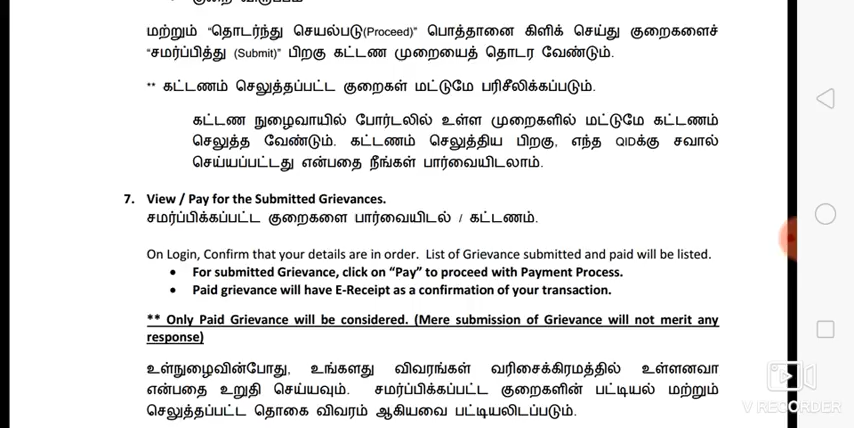 மற்றும் “தொடர்ந்து செயல்படு(Proceed)” பொத்தானை கிளிக் செய்து குறைகளைச்
“சமர்ப்பித்து (Submit)” பிறகு கட்டண முறையைத் தொடர வேண்டும்.
** கட்டணம் செலுத்தப்பட்ட குறைகள் மட்டுமே பரிசீலிக்கப்படும்.
கட்டண நுழைவாயில் போர்டலில் உள்ள முறைகளில் மட்டுமே கட்டணம்
செலுத்த வேண்டும். கட்டணம் செலுத்திய பிறகு, எந்த QIDக்கு சவால்
செய்யப்பட்டது என்பதை நீங்கள் பார்வையிடலாம்.
7. View / Pay for the Submitted Grievances.
சமர்ப்பிக்கப்பட்ட குறைகளை பார்வையிடல் / கட்டணம்.
On Login, Confirm that your details are in order. List of Grievance submitted and paid will be listed.
• For submitted Grievance, click on “Pay” to proceed with Payment Process.
• Paid grievance will have E-Receipt as a confirmation of your transaction.
** Only Paid Grievance will be considered. (Mere submission of Grievance will not merit any
response)
உள்நுழைவின்போது, உங்களது விவரங்கள் வரிசைக்கிரமத்தில் உள்ளனவா
என்பதை உறுதி செய்யவும். சமர்ப்பிக்கப்பட்ட குறைகளின் பட்டியல் மற்றும்
செலுத்தப்பட்ட தொகை விவரம் ஆகியவை பட்டியலிடப்படும்.
V RECORDER